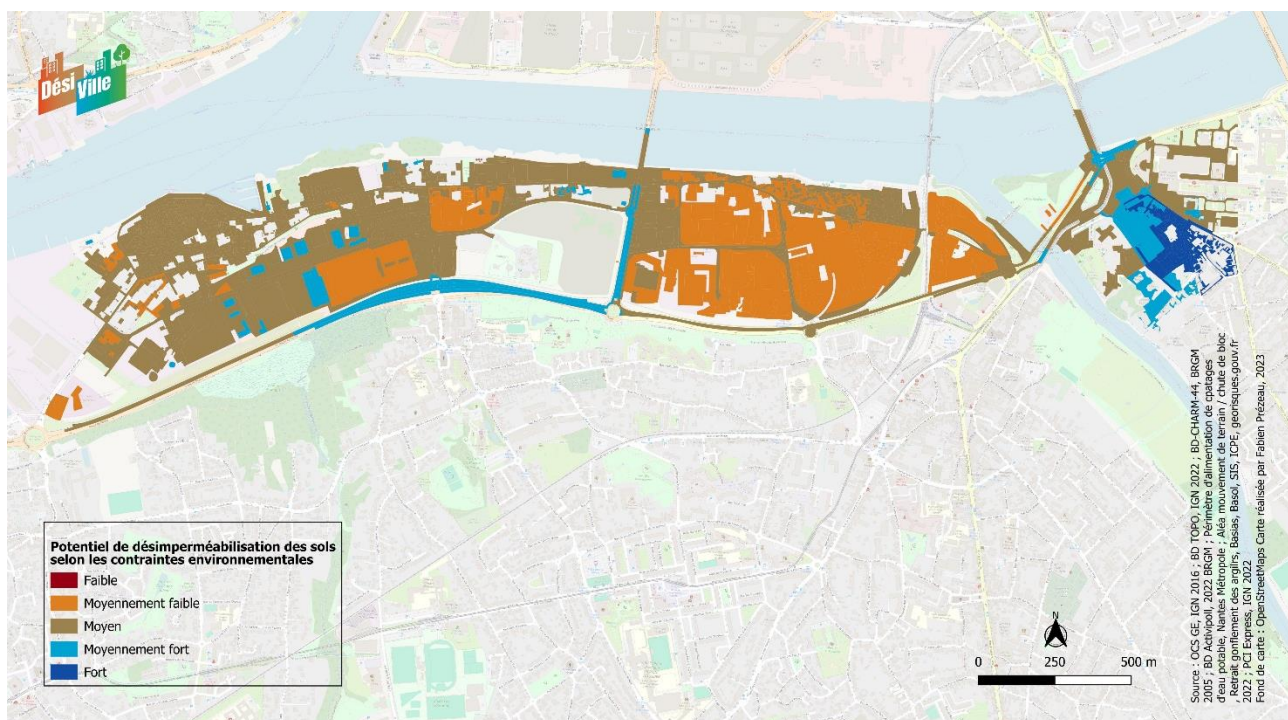 Dési
Ville
Potentiel de désimperméabilisation des sols
selon les contraintes environnementales
Faible
Moyennement faible
Moyen
Moyennement fort
Fort
N
0 250 500 m
Source : OCS GE, IGN 2016 ; BD TOPO, IGN 2022 ; BD-CHARM-44, BRGM
2005 ; BD Activipoll, 2022 BRGM ; Périmètre d'alimentation de cpatages
d'eau potable, Nantes Métropole ; Aléa mouvement de terrain / chute de bloc
, Retrait gonflement des argilrs, Basias, Basol, SIS, ICPE, georisques.gouv.fr
2022 ; PCI Express, IGN 2022
Fond de carte : OpenStreetMaps Carte réalisée par Fabien Prézeau, 2023